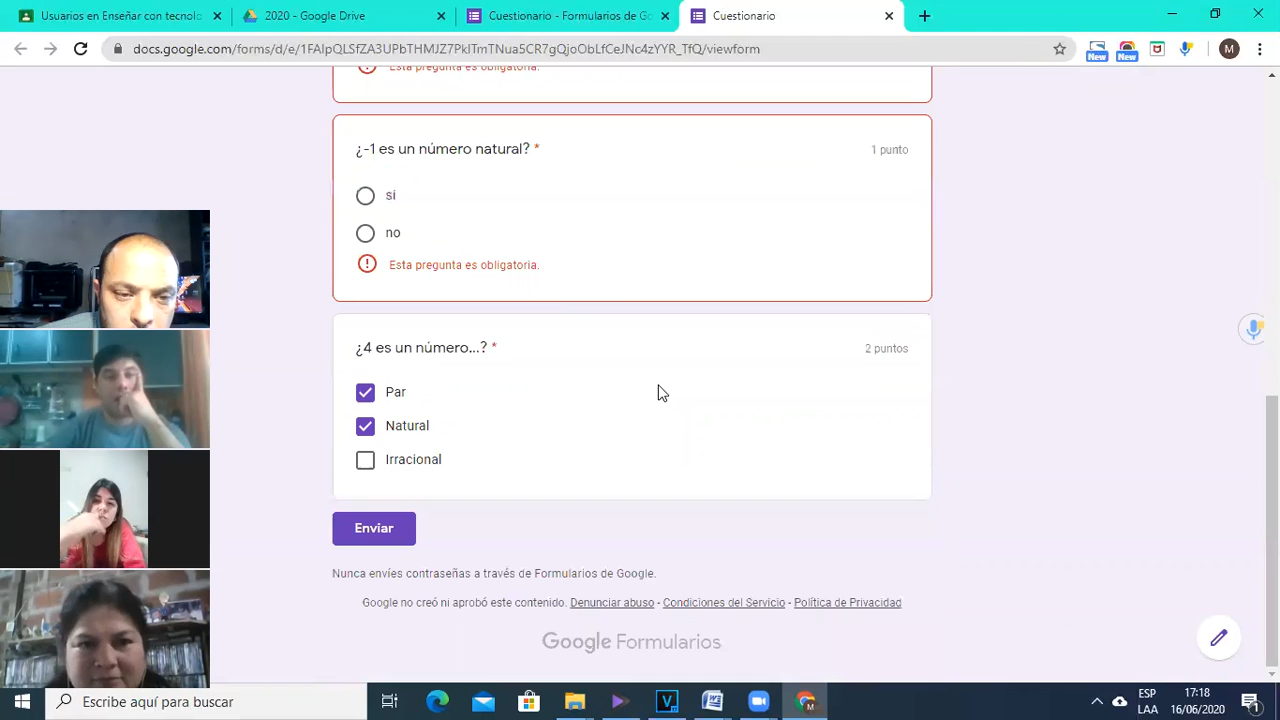 Usuarios en Enseñar con tecnolo
2020 - Google Drive
Cuestionario - Formularios de Go
Cuestionario
docs.google.com/forms/d/e/1FAIpQLSfZA3UPBTHMJZ7PkITmTNua5CR7gQjoObLfCeJNc4zYYR_TfQ/viewform
New
New
M
Esta pregunta es obligatoria.
¿-1 es un número natural? *
1 punto
si
no
Esta pregunta es obligatoria.
¿4 es un número...? *
2 puntos
Par
Natural
Irracional
Enviar
Nunca envíes contraseñas a través de Formularios de Google.
Google no creó ni aprobó este contenido. Denunciar abuso - Condiciones del Servicio - Política de Privacidad
Google Formularios
Escribe aquí para buscar
ESP
LAA
17:18
16/06/2020
1